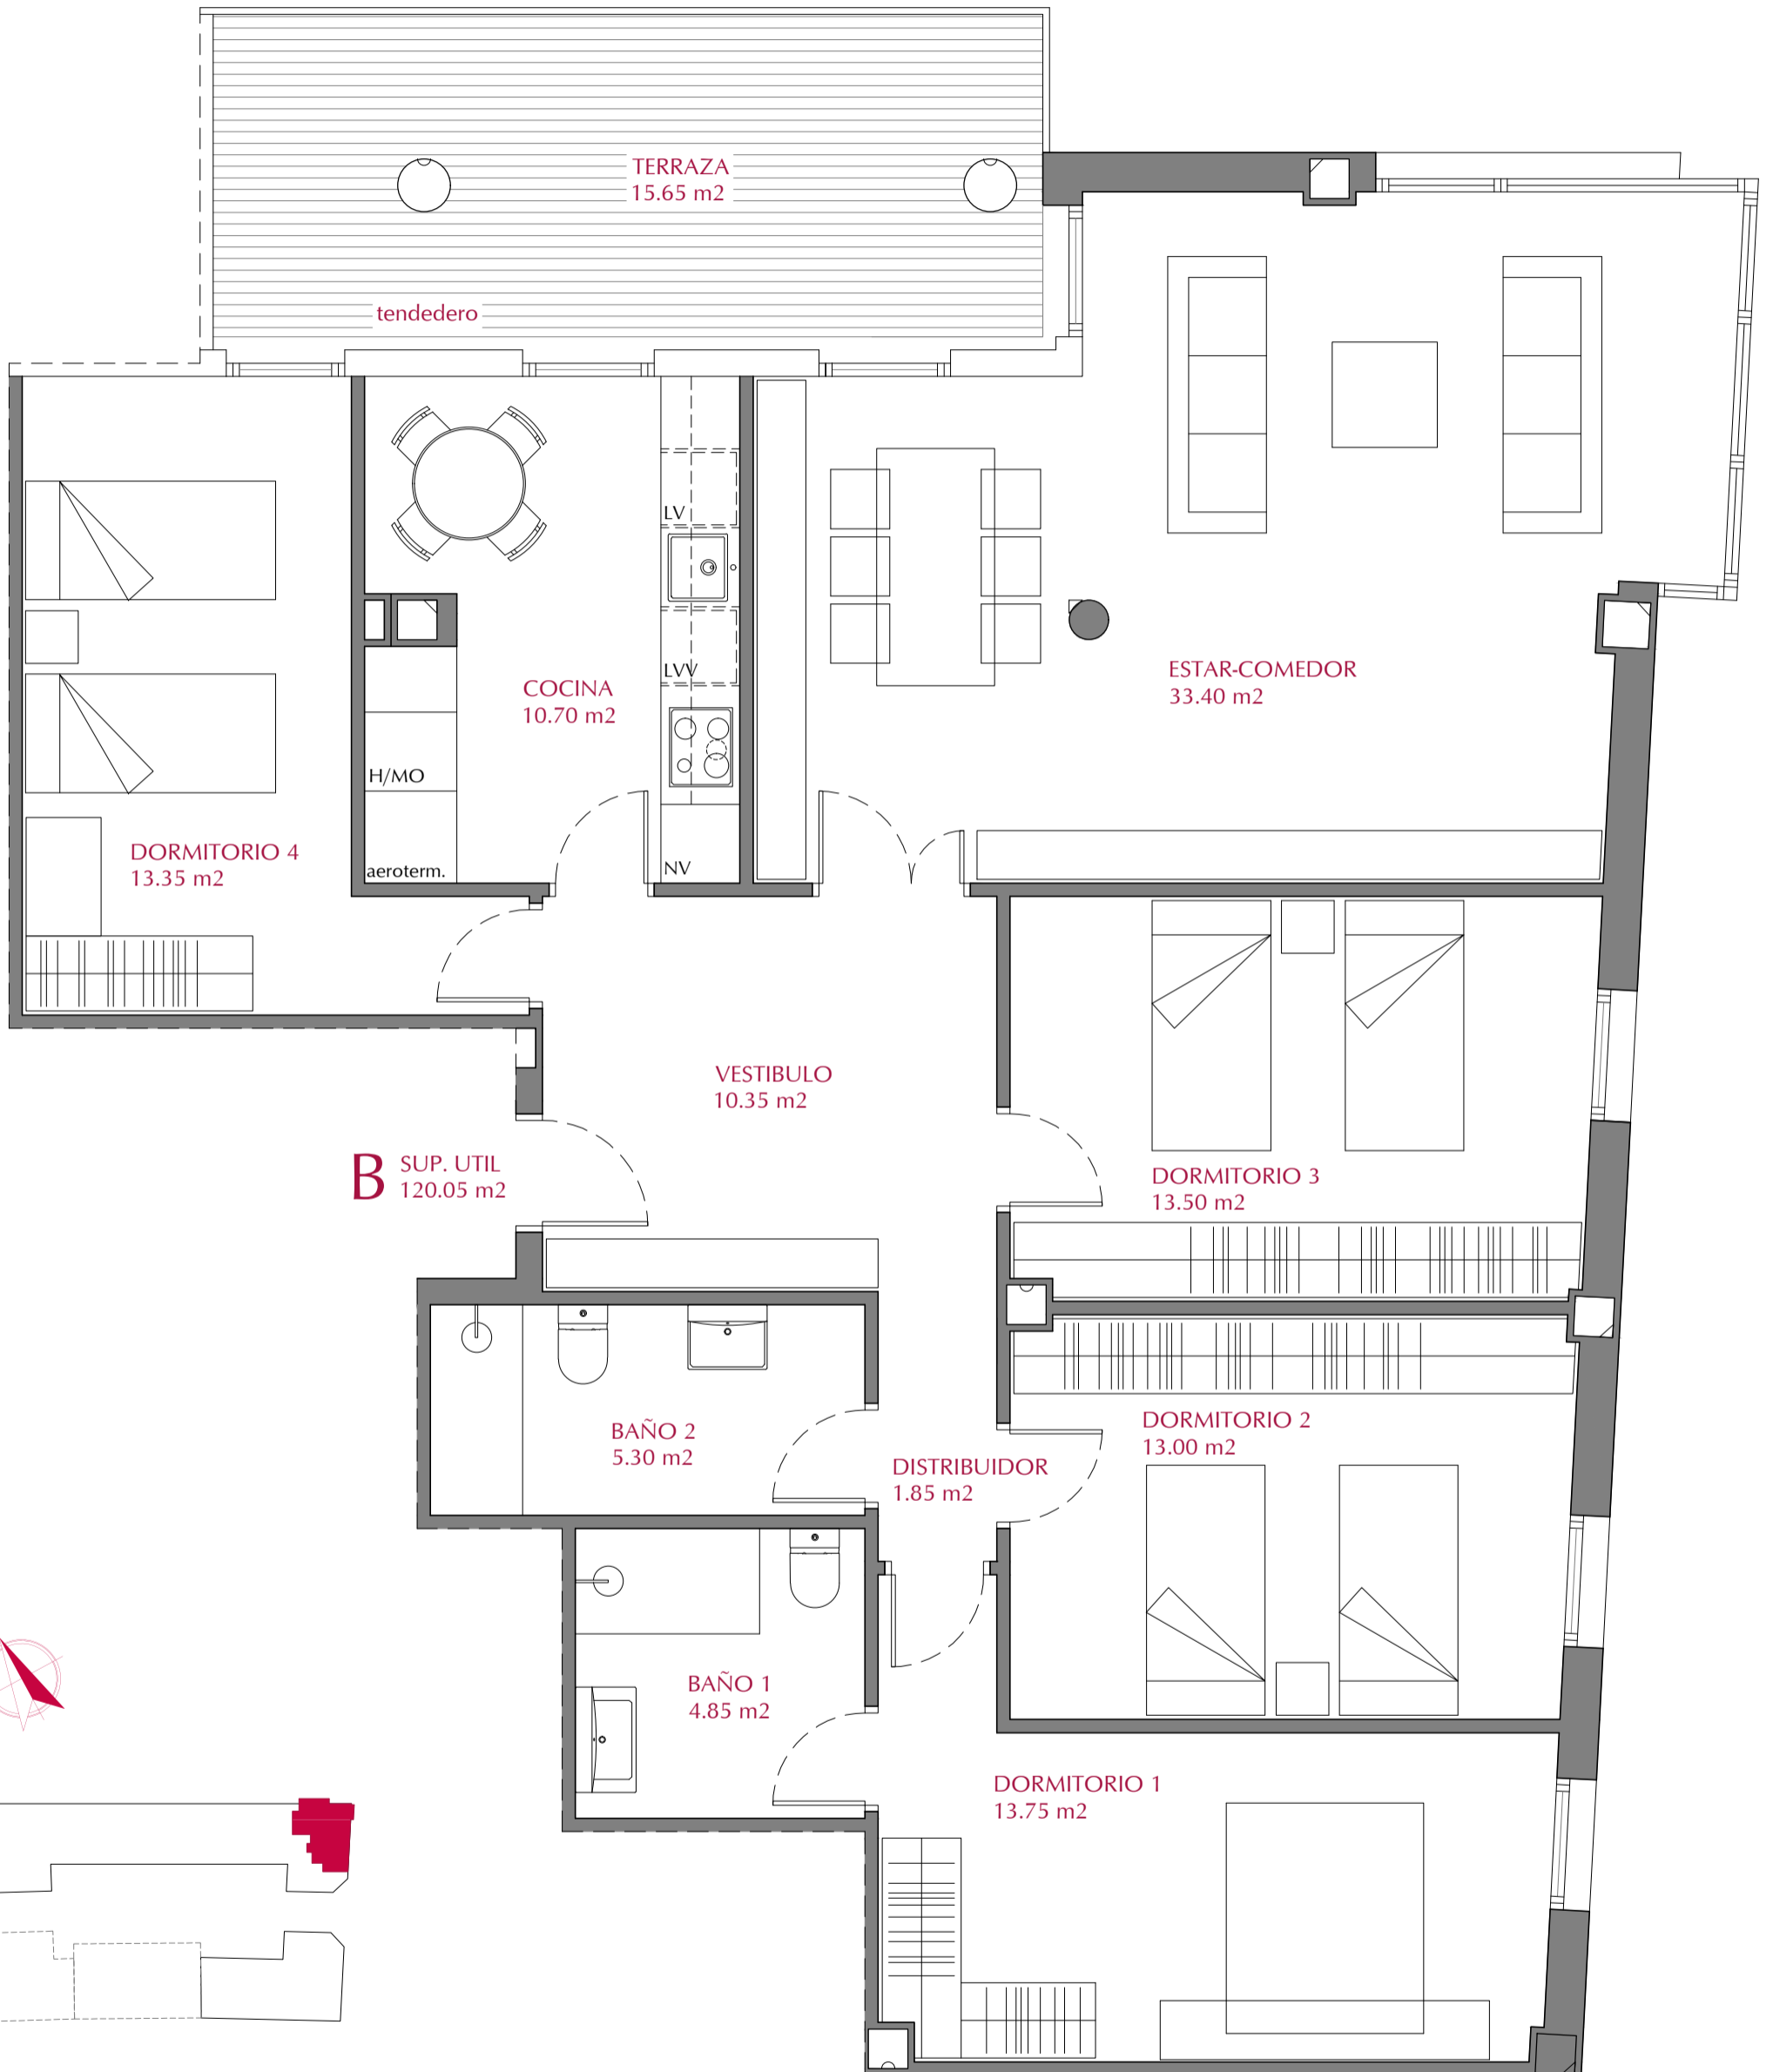 TERRAZA
15.65 m2
tendedero
LV
LVV
COCINA
10.70 m2
H/MO
aeroterm.
NV
ESTAR-COMEDOR
33.40 m2
DORMITORIO 4
13.35 m2
VESTIBULO
10.35 m2
B SUP. UTIL
120.05 m2
DORMITORIO 3
13.50 m2
BAÑO 2
5.30 m2
DISTRIBUIDOR
1.85 m2
DORMITORIO 2
13.00 m2
BAÑO 1
4.85 m2
DORMITORIO 1
13.75 m2